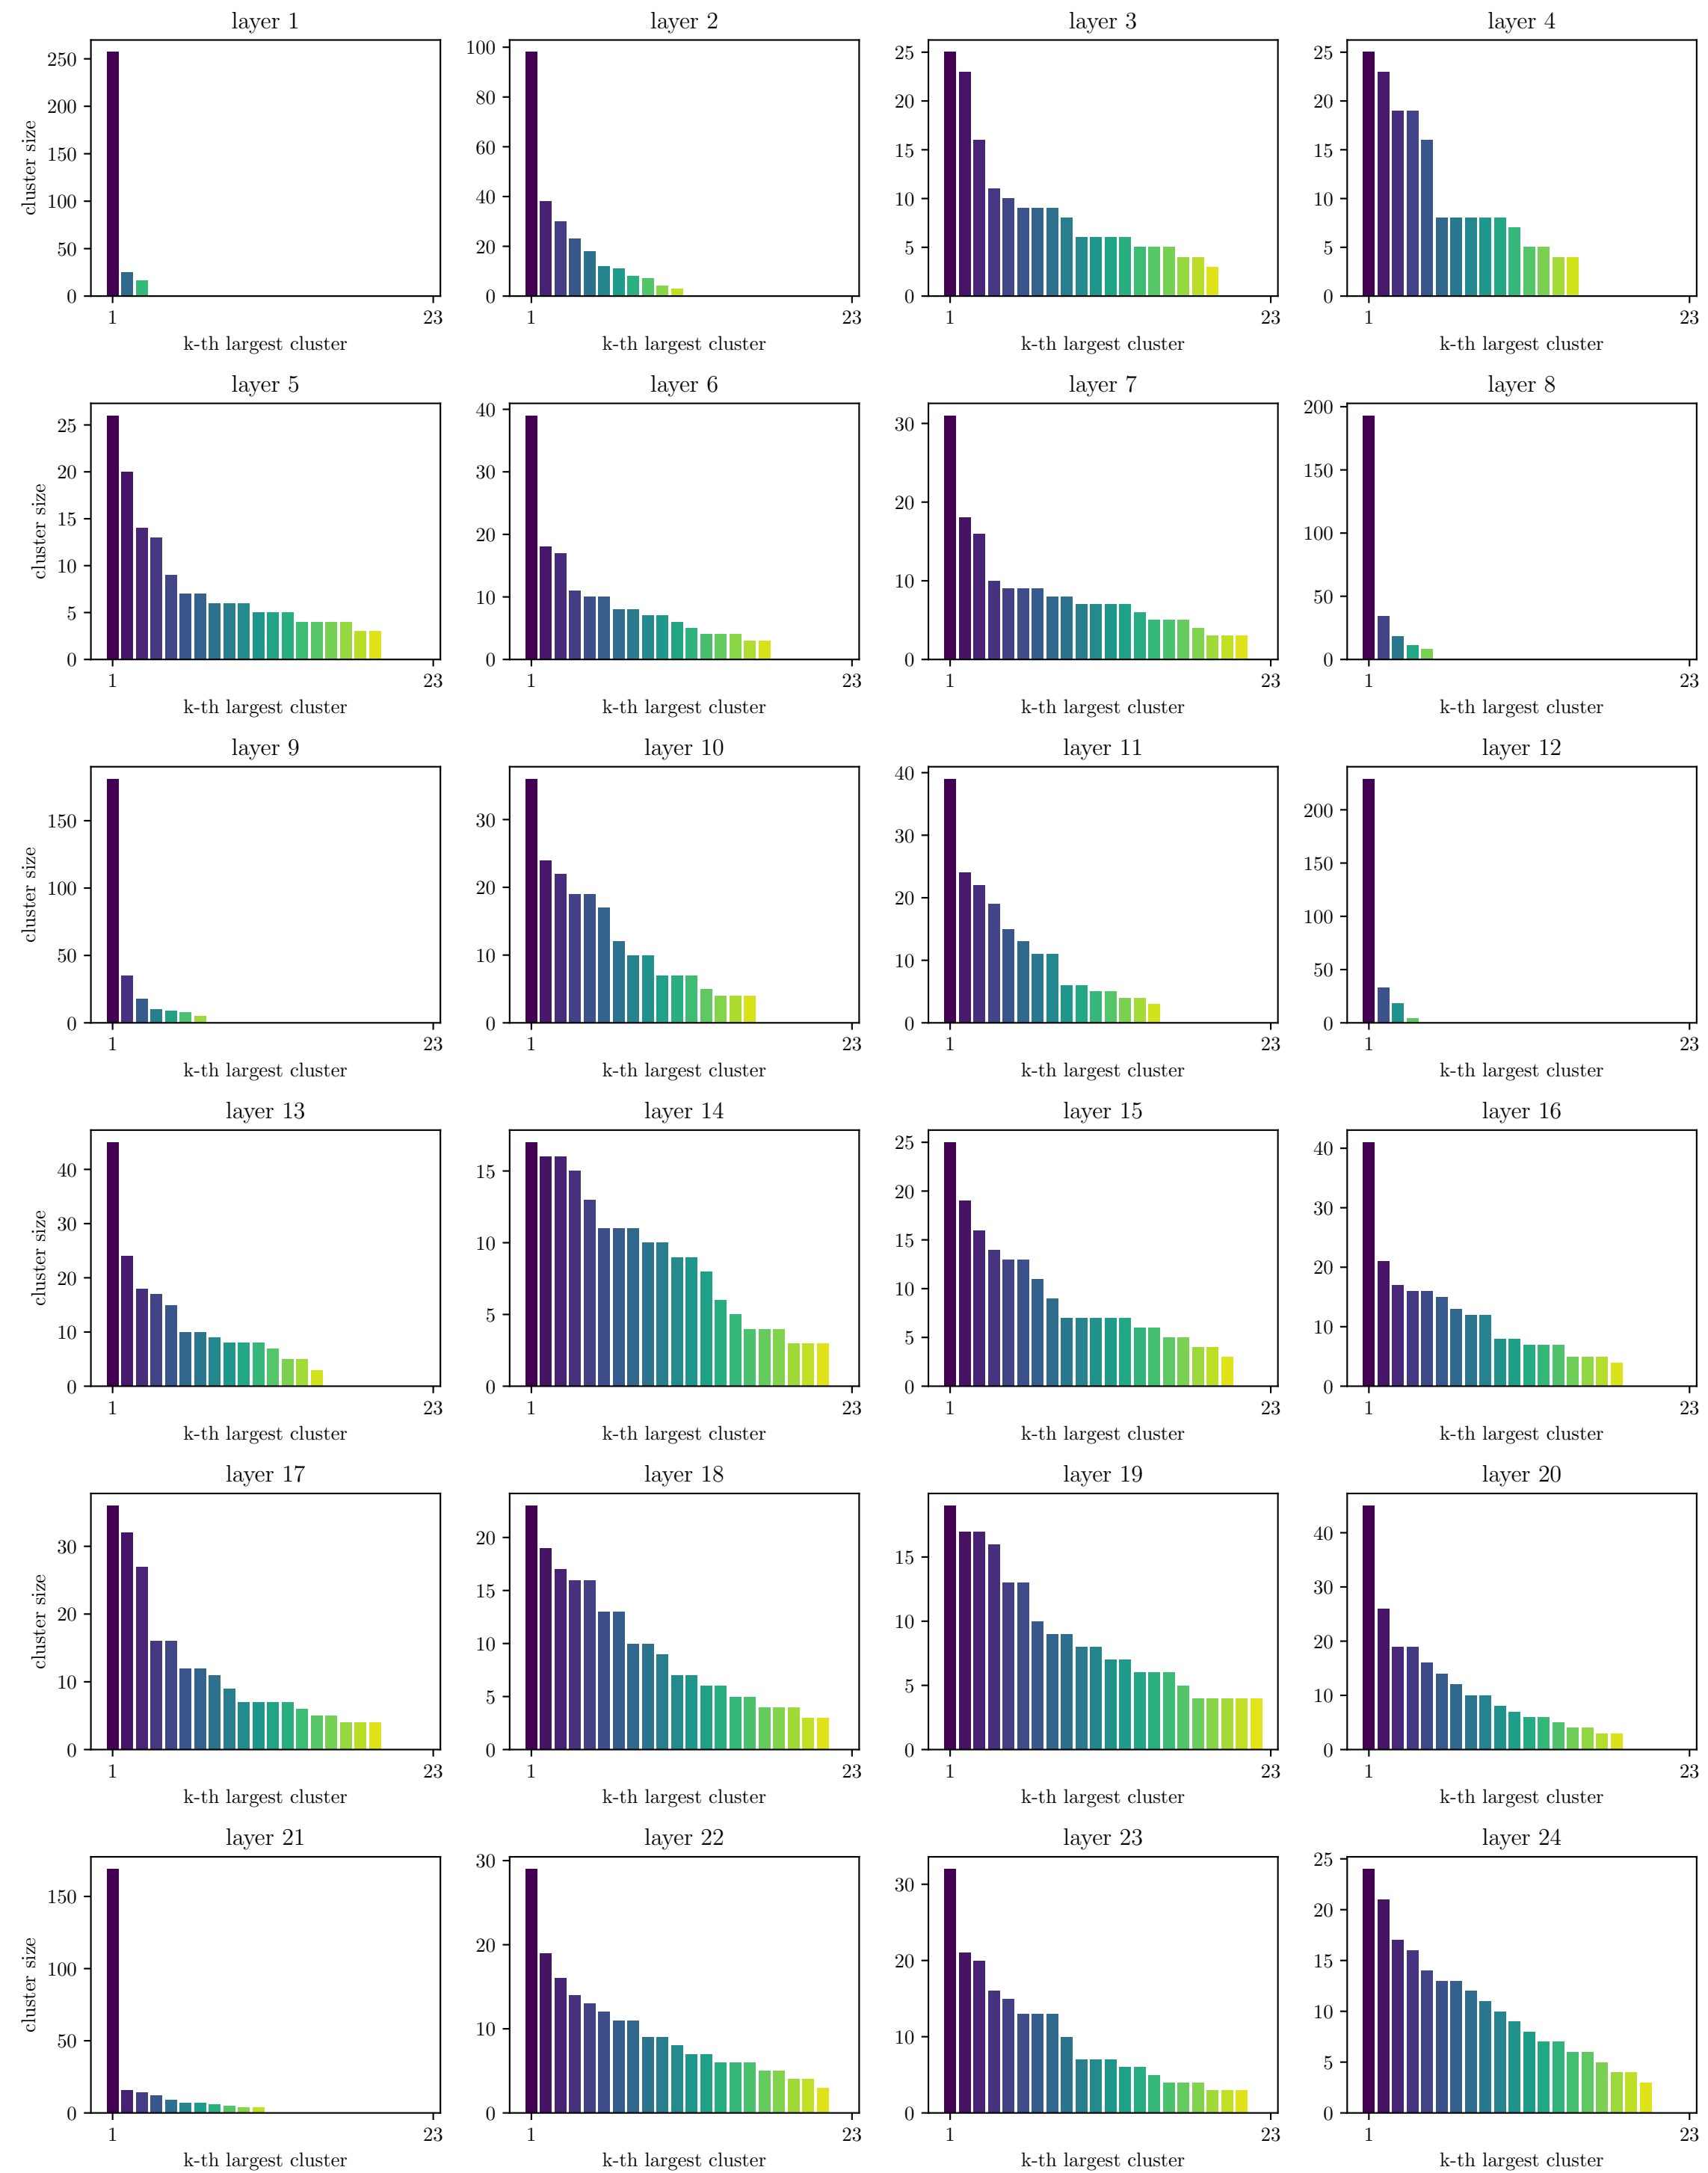 layer 1
250
200
150
100
50
0
cluster size
1 23
k-th largest cluster
layer 2
100
80
60
40
20
0
1 23
k-th largest cluster
layer 3
25
20
15
10
5
0
1 23
k-th largest cluster
layer 4
25
20
15
10
5
0
1 23
k-th largest cluster
layer 5
25
20
15
10
5
0
cluster size
1 23
k-th largest cluster
layer 6
40
30
20
10
0
1 23
k-th largest cluster
layer 7
30
20
10
0
1 23
k-th largest cluster
layer 8
200
150
100
50
0
1 23
k-th largest cluster
layer 9
150
100
50
0
cluster size
1 23
k-th largest cluster
layer 10
30
20
10
0
1 23
k-th largest cluster
layer 11
40
30
20
10
0
1 23
k-th largest cluster
layer 12
200
150
100
50
0
1 23
k-th largest cluster
layer 13
40
30
20
10
0
cluster size
1 23
k-th largest cluster
layer 14
15
10
5
0
1 23
k-th largest cluster
layer 15
25
20
15
10
5
0
1 23
k-th largest cluster
layer 16
40
30
20
10
0
1 23
k-th largest cluster
layer 17
30
20
10
0
cluster size
1 23
k-th largest cluster
layer 18
20
15
10
5
0
1 23
k-th largest cluster
layer 19
15
10
5
0
1 23
k-th largest cluster
layer 20
40
30
20
10
0
1 23
k-th largest cluster
layer 21
150
100
50
0
cluster size
1 23
k-th largest cluster
layer 22
30
20
10
0
1 23
k-th largest cluster
layer 23
30
20
10
0
1 23
k-th largest cluster
layer 24
25
20
15
10
5
0
1 23
k-th largest cluster